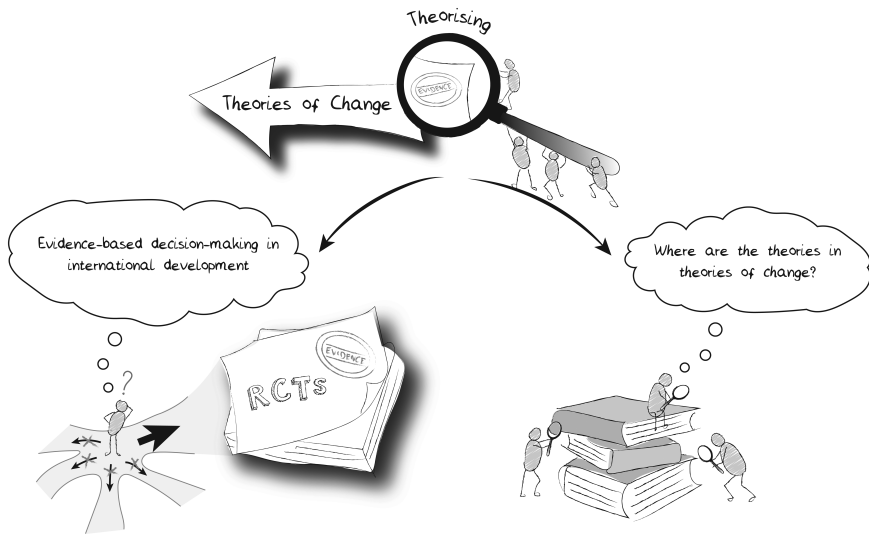 Theorising
EVIDENCE
Theories of Change
Evidence-based decision-making in
international development
Where are the theories in
theories of change?
?
EVIDENCE
RCTs